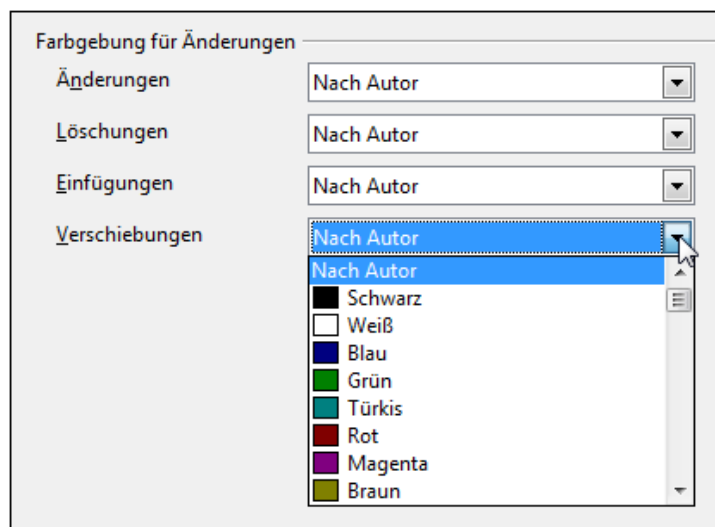 Farbgebung für Änderungen
Änderungen Nach Autor
Löschungen Nach Autor
Einfügungen Nach Autor
Verschiebungen Nach Autor
Nach Autor
Schwarz
Weiß
Blau
Grün
Türkis
Rot
Magenta
Braun